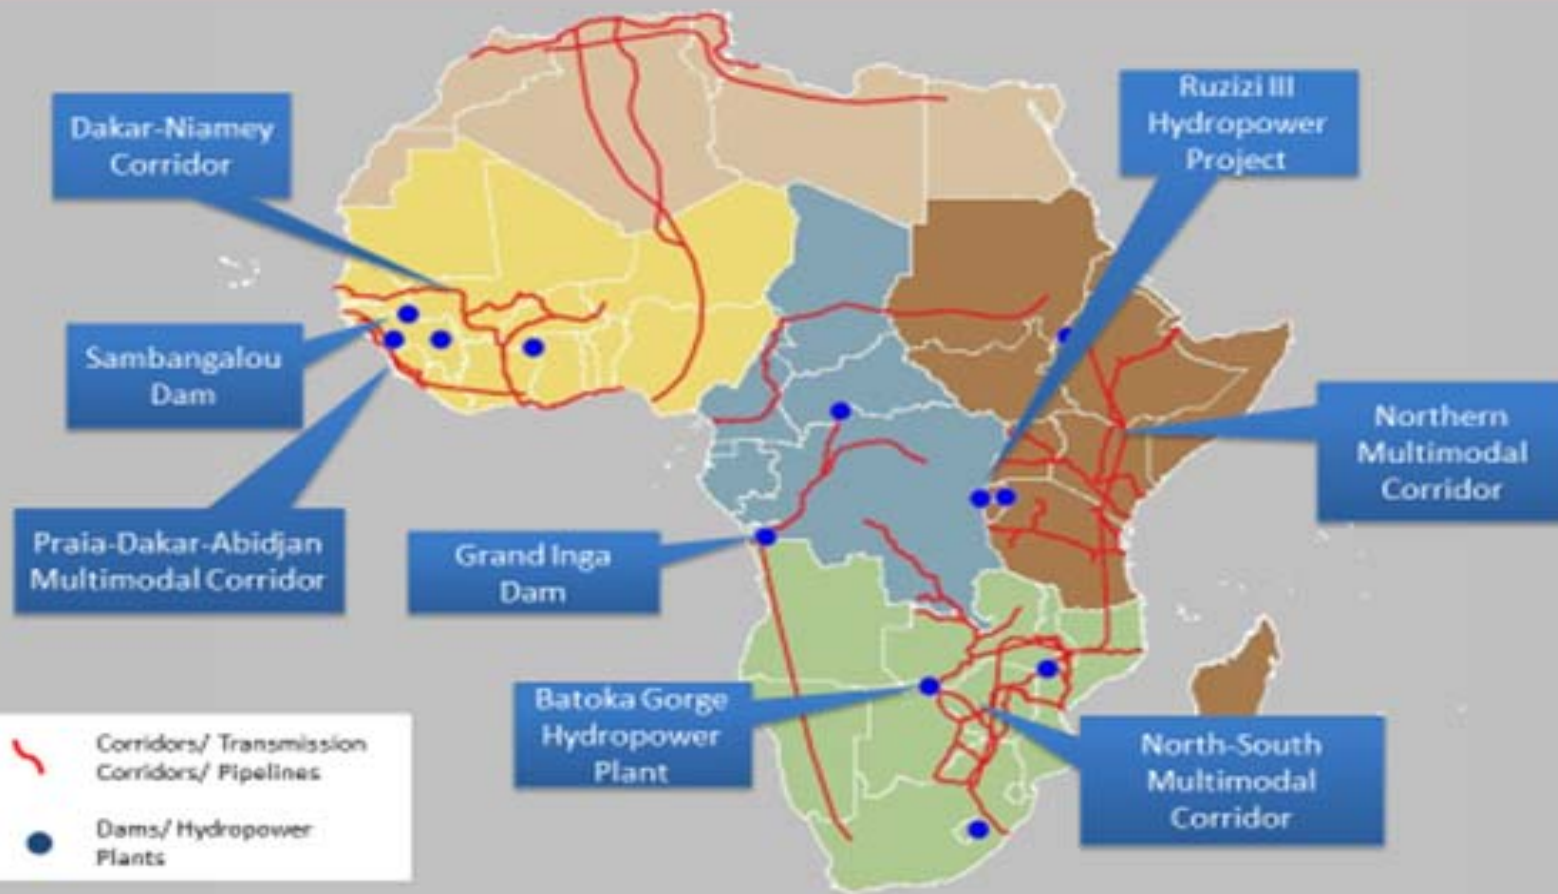 Dakar-Niamey
Corridor
Ruzizi III
Hydropower
Project
Sambangalou
Dam
Northern
Multimodal
Corridor
Praia-Dakar-Abidjan
Multimodal Corridor
Grand Inga
Dam
Batoka Gorge
Hydropower
Plant
North-South
Multimodal
Corridor
Corridors/ Transmission
Corridors/ Pipelines
Dams/ Hydropower
Plants